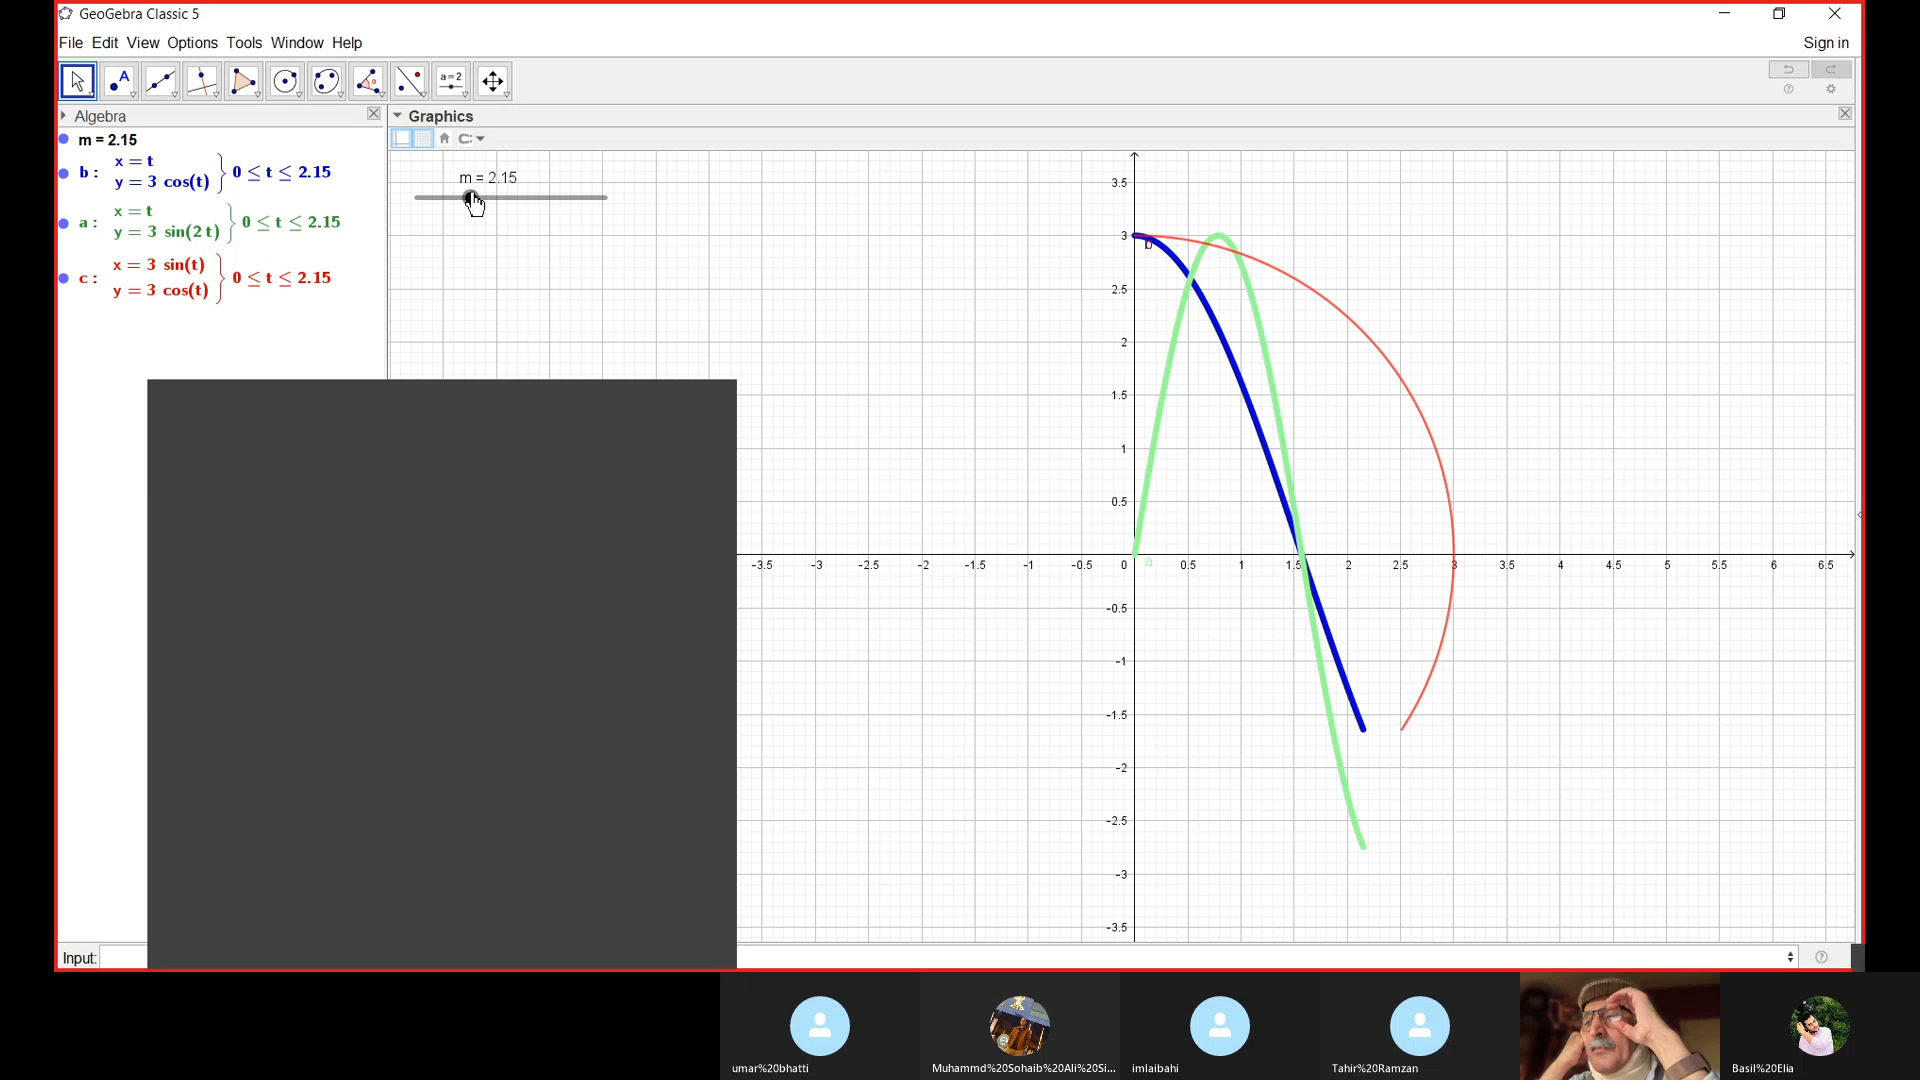 GeoGebra Classic 5
File Edit View Options Tools Window Help
Sign in
A
a=2
Algebra
Graphics
m = 2.15
b : x = t
y = 3 cos(t) } 0 ≤ t ≤ 2.15
a : x = t
y = 3 sin(2 t) } 0 ≤ t ≤ 2.15
c : x = 3 sin(t)
y = 3 cos(t) } 0 ≤ t ≤ 2.15
m = 2.15
3.5
3
b
2.5
2
1.5
1
0.5
-3.5 -3 -2.5 -2 -1.5 -1 -0.5 0 a 0.5 1 1.5 2 2.5 3 3.5 4 4.5 5 5.5 6 6.5
-0.5
-1
-1.5
-2
-2.5
-3
-3.5
Input:
umar%20bhatti
Muhammd%20Sohaib%20Ali%20Si...
imlaibahi
Tahir%20Ramzan
Basil%20Elia